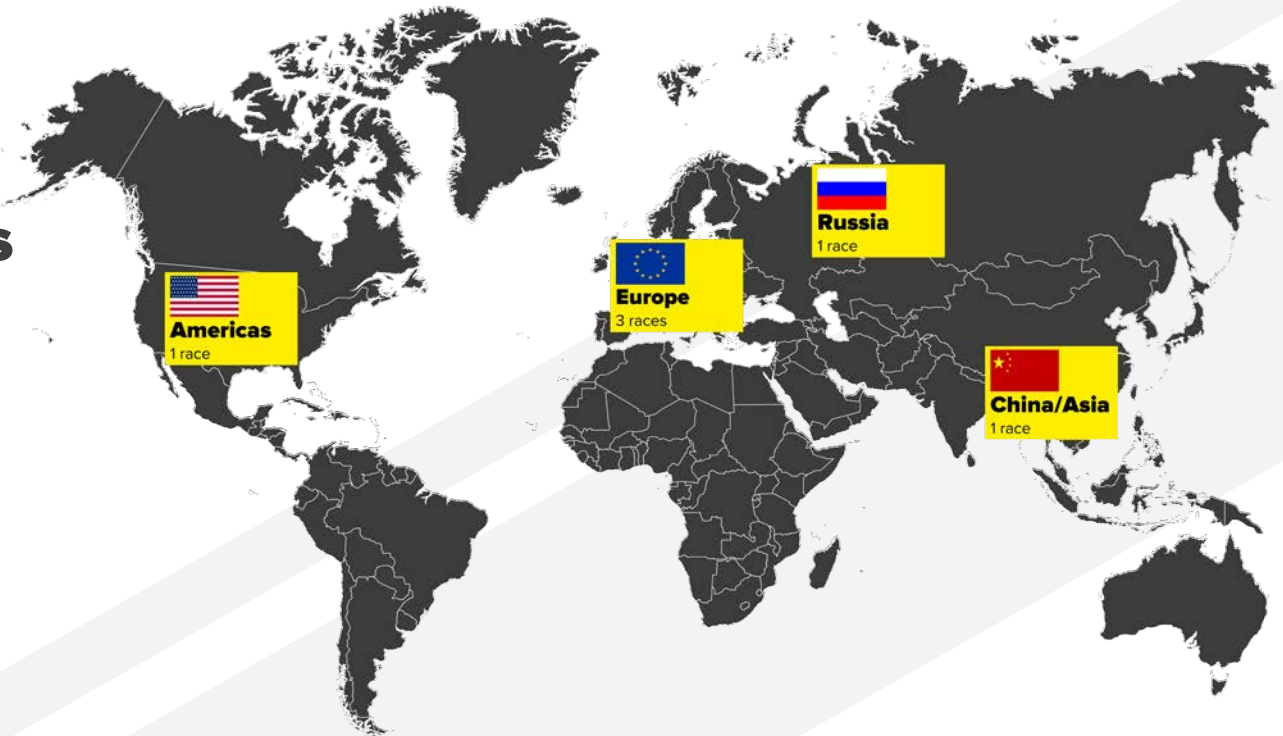 s
Russia
1 race
Europe
3 races
Americas
1 race
China/Asia
1 race